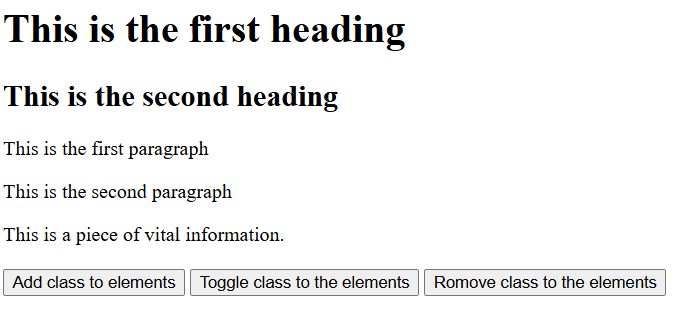 This is the first heading
This is the second heading
This is the first paragraph
This is the second paragraph
This is a piece of vital information.
Add class to elements Toggle class to the elements Romove class to the elements